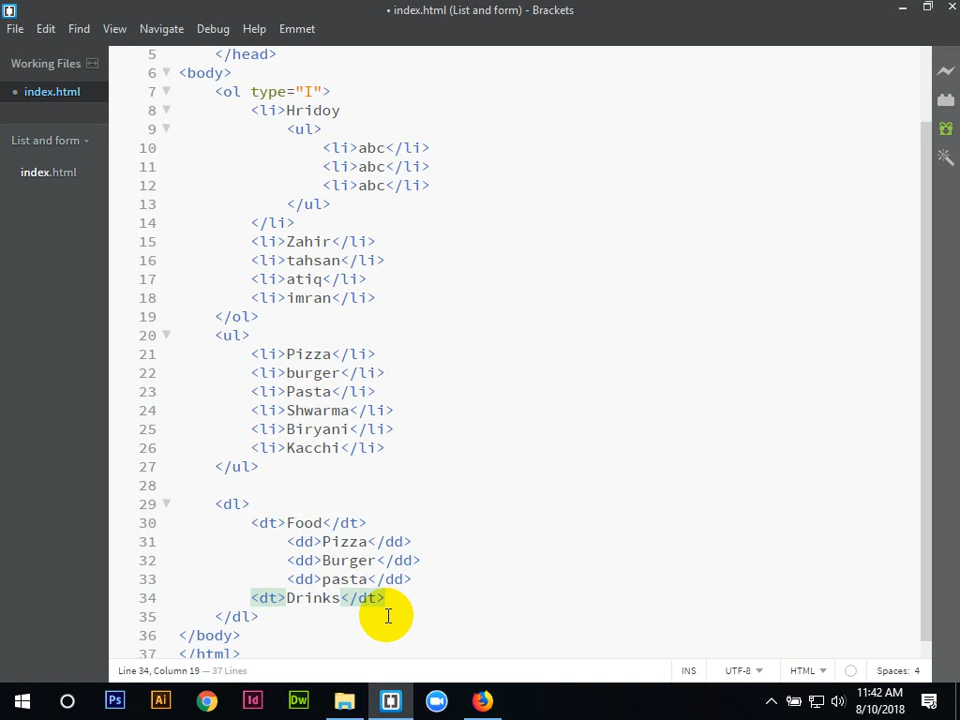 • index.html (List and form) - Brackets
File Edit Find View Navigate Debug Help Emmet
Working Files
• index.html
List and form
index.html
5 </head>
6 <body>
7 <ol type="I">
8 <li>Hridoy
9 <ul>
10 <li>abc</li>
11 <li>abc</li>
12 <li>abc</li>
13 </ul>
14 </li>
15 <li>Zahir</li>
16 <li>tahsan</li>
17 <li>atiq</li>
18 <li>imran</li>
19 </ol>
20 <ul>
21 <li>Pizza</li>
22 <li>burger</li>
23 <li>Pasta</li>
24 <li>Shwarma</li>
25 <li>Biryani</li>
26 <li>Kacchi</li>
27 </ul>
28
29 <dl>
30 <dt>Food</dt>
31 <dd>Pizza</dd>
32 <dd>Burger</dd>
33 <dd>pasta</dd>
34 <dt>Drinks</dt>
35 </dl>
36 </body>
37 </html>
Line 34, Column 19 — 37 Lines INS UTF-8 HTML Spaces: 4
Ps Ai Id Dw
11:42 AM
8/10/2018